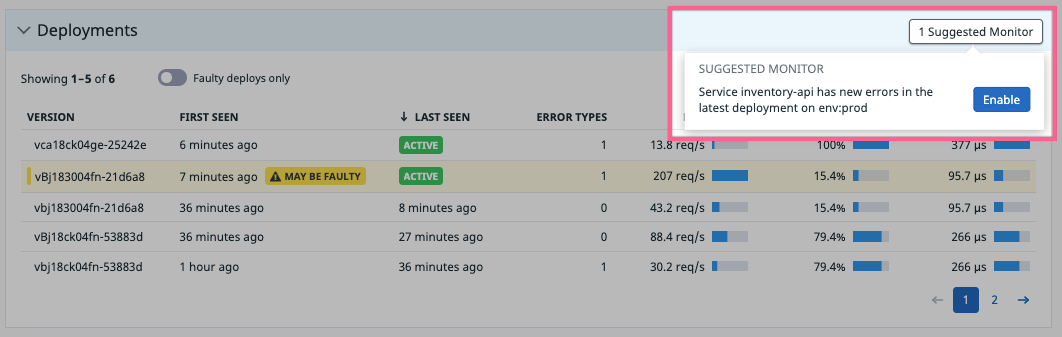 Deployments
1 Suggested Monitor
SUGGESTED MONITOR
Service inventory-api has new errors in the
latest deployment on env:prod
Enable
Showing 1–5 of 6
Faulty deploys only
VERSION FIRST SEEN LAST SEEN ERROR TYPES
vca18ck04ge-25242e 6 minutes ago ACTIVE 1 13.8 req/s 100% 377 µs
vBj183004fn-21d6a8 7 minutes ago MAY BE FAULTY ACTIVE 1 207 req/s 15.4% 95.7 µs
vbj183004fn-21d6a8 36 minutes ago 8 minutes ago 0 43.2 req/s 15.4% 95.7 µs
vBj18ck04fn-53883d 36 minutes ago 27 minutes ago 0 88.4 req/s 79.4% 266 µs
vbj18ck04fn-53883d 1 hour ago 36 minutes ago 1 30.2 req/s 79.4% 266 µs
1 2